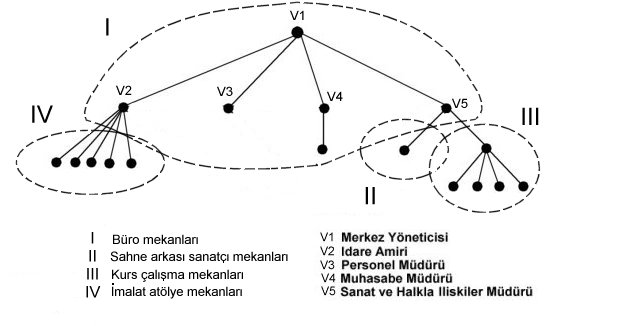 I
V1
V2
V3
V4
V5
IV
III
II
I Büro mekanları
II Sahne arkası sanatçı mekanları
III Kurs çalışma mekanları
IV İmalat atölye mekanları
V1 Merkez Yöneticisi
V2 Idare Amiri
V3 Personel Müdürü
V4 Muhasabe Müdürü
V5 Sanat ve Halkla Iliskiler Müdürü